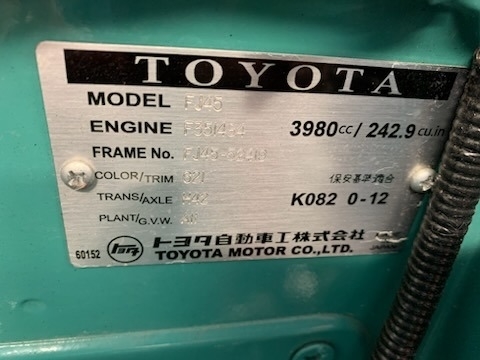 TOYOTA
MODEL FJ45
ENGINE 3980cc/242.9cu.in
FRAME No.
COLOR/TRIM
保安基準適合
TRANS/AXLE
K082 0-12
PLANT/G.V.W.
60152 トヨタ自動車工株式会社
TOYOTA MOTOR CO.,LTD.